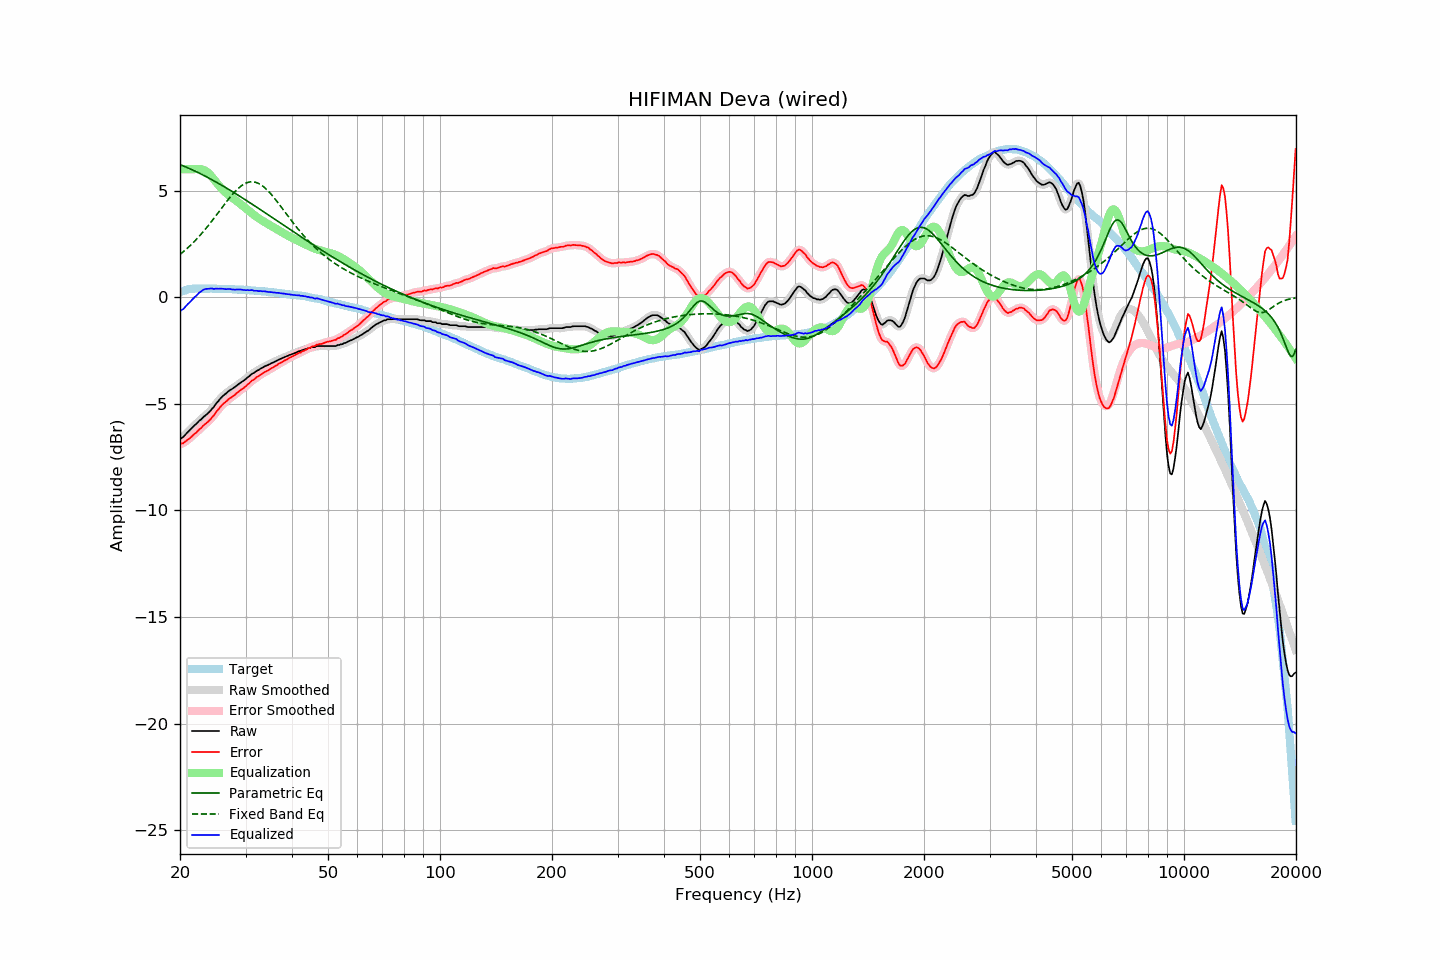 HIFIMAN Deva (wired)
Amplitude (dBr)
5
0
−5
−10
−15
−20
−25
Target
Raw Smoothed
Error Smoothed
Raw
Error
Equalization
Parametric Eq
Fixed Band Eq
Equalized
20 50 100 200 500 1000 2000 5000 10000 20000
Frequency (Hz)